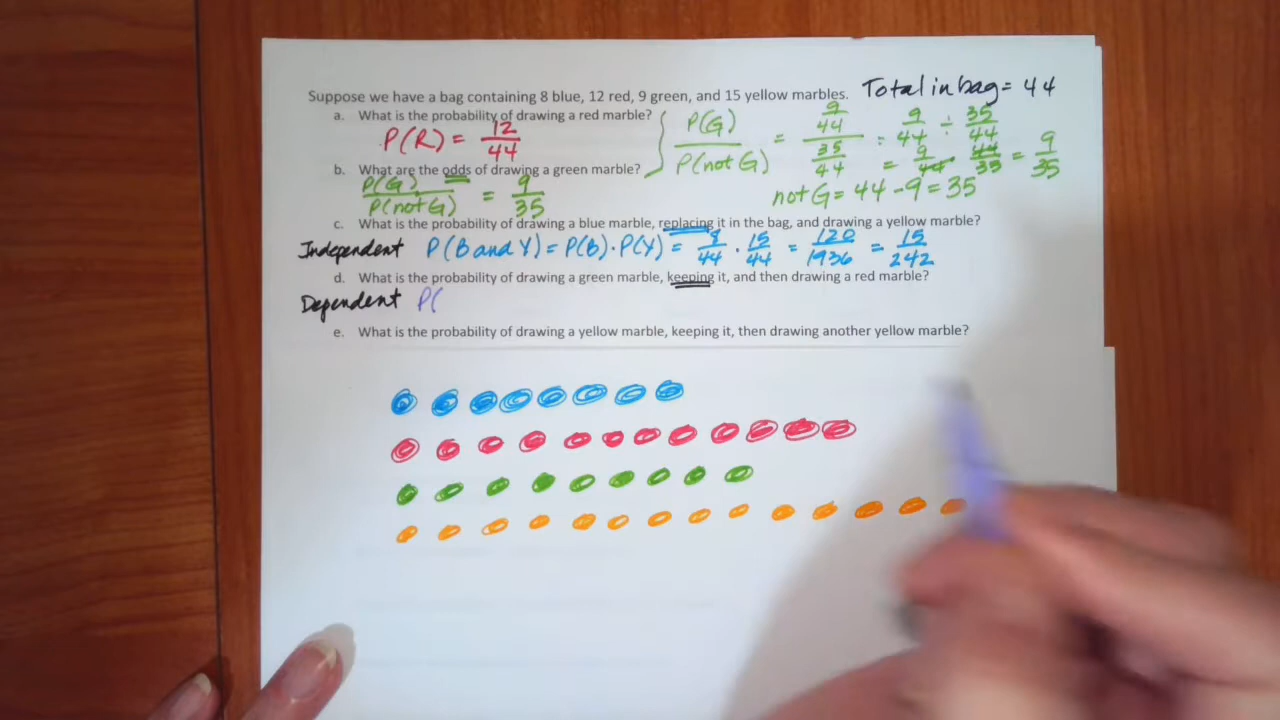 Suppose we have a bag containing 8 blue, 12 red, 9 green, and 15 yellow marbles. Total in bag = 44
a. What is the probability of drawing a red marble?
P(R) = 12/44
b. What are the odds of drawing a green marble?
P(G)/P(not G) = 9/35
P(G)/P(not G) = 9/44 / 35/44 = 9/44 ÷ 35/44
= 9/44 · 44/35 = 9/35
not G = 44 - 9 = 35
c. What is the probability of drawing a blue marble, replacing it in the bag, and drawing a yellow marble?
Independent P(B and Y) = P(B) · P(Y) = 8/44 · 15/44 = 120/1936 = 15/242
d. What is the probability of drawing a green marble, keeping it, and then drawing a red marble?
Dependent P(
e. What is the probability of drawing a yellow marble, keeping it, then drawing another yellow marble?